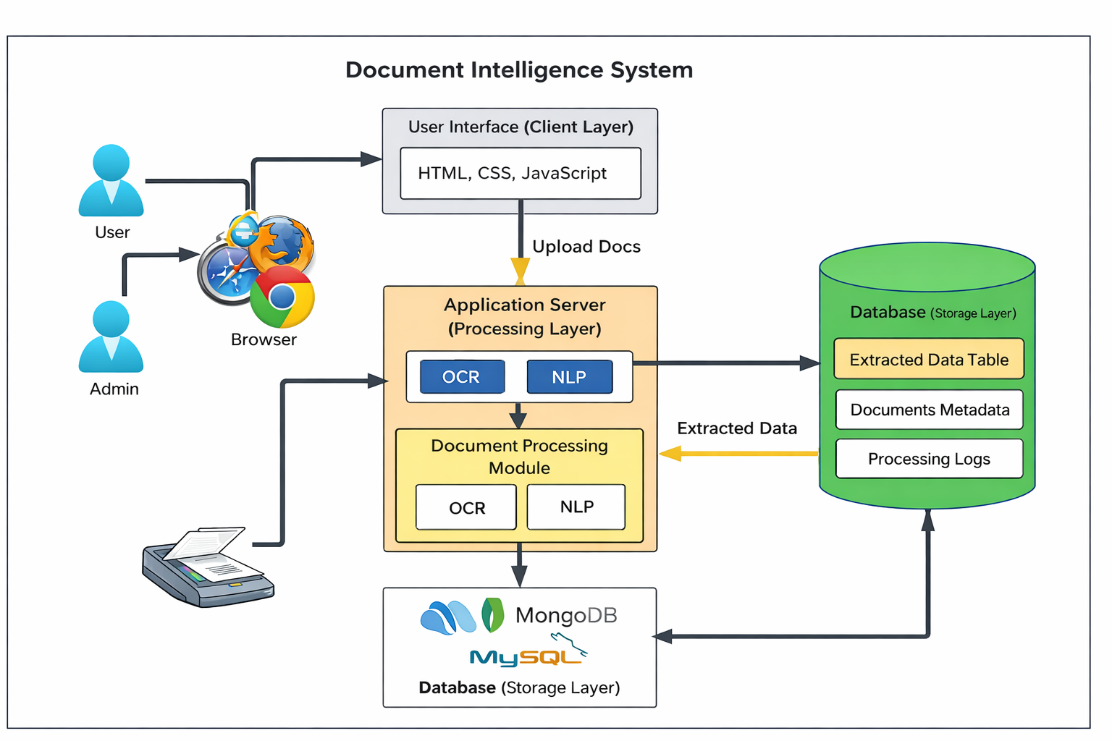 Document Intelligence System
User Interface (Client Layer)
HTML, CSS, JavaScript
User
Upload Docs
Browser
Admin
Application Server
(Processing Layer)
OCR
NLP
Database (Storage Layer)
Extracted Data Table
Documents Metadata
Processing Logs
Extracted Data
Document Processing
Module
OCR
NLP
MongoDB
MySQL
Database (Storage Layer)